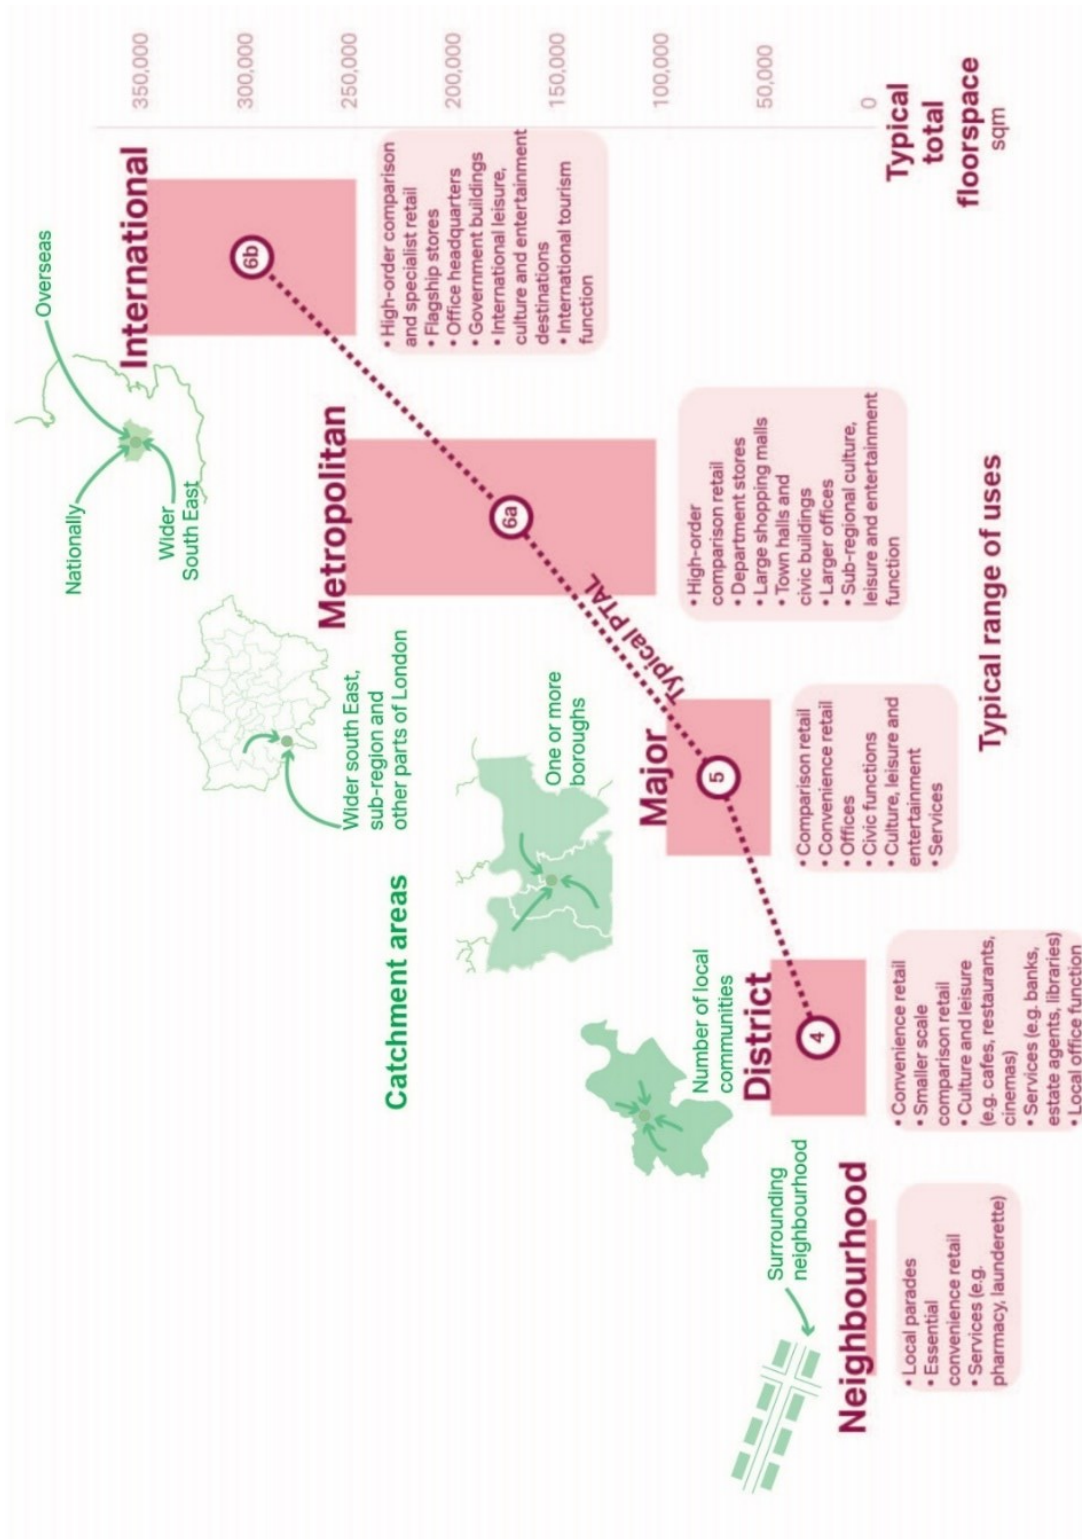 Nationally
Overseas
Wider
South East
International
350,000
300,000
250,000
200,000
150,000
100,000
50,000
0
Typical
total
floorspace
sqm
Wider south East,
sub-region and
other parts of London
Metropolitan
6b
• High-order comparison
and specialist retail
• Flagship stores
• Office headquarters
• Government buildings
• International leisure,
culture and entertainment
destinations
• International tourism
function
Catchment areas
One or more
boroughs
Major
Typical PTAL
6a
• High-order
comparison retail
• Department stores
• Large shopping malls
• Town halls and
civic buildings
• Larger offices
• Sub-regional culture,
leisure and entertainment
function
Number of local
communities
District
5
• Comparison retail
• Convenience retail
• Offices
• Civic functions
• Culture, leisure and
entertainment
• Services
Surrounding
neighbourhood
Neighbourhood
4
• Convenience retail
• Smaller scale
comparison retail
• Culture and leisure
(e.g. cafes, restaurants,
cinemas)
• Services (e.g. banks,
estate agents, libraries)
• Local office function
• Local parades
• Essential
convenience retail
• Services (e.g.
pharmacy, launderette)
Typical range of uses